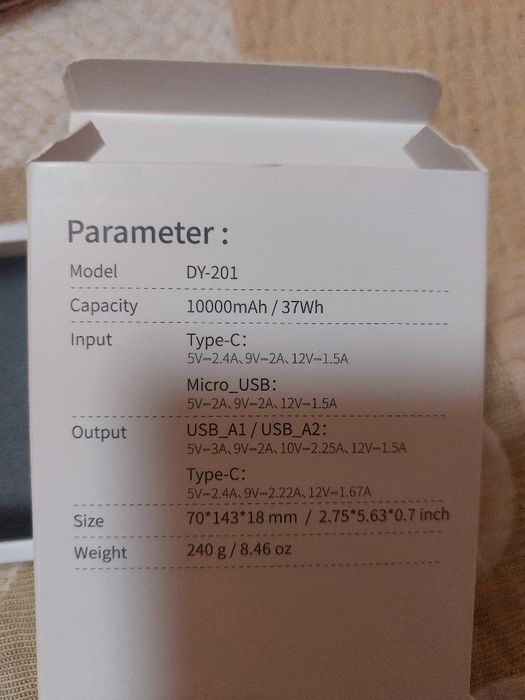 Parameter :
Model DY-201
Capacity 10000mAh / 37Wh
Input Type-C:
5V⎓2.4A、9V⎓2A、12V⎓1.5A
Micro_USB:
5V⎓2A、9V⎓2A、12V⎓1.5A
Output USB_A1 / USB_A2:
5V⎓3A、9V⎓2A、10V⎓2.25A、12V⎓1.5A
Type-C:
5V⎓2.4A、9V⎓2.22A、12V⎓1.67A
Size 70*143*18 mm / 2.75*5.63*0.7 inch
Weight 240 g / 8.46 oz